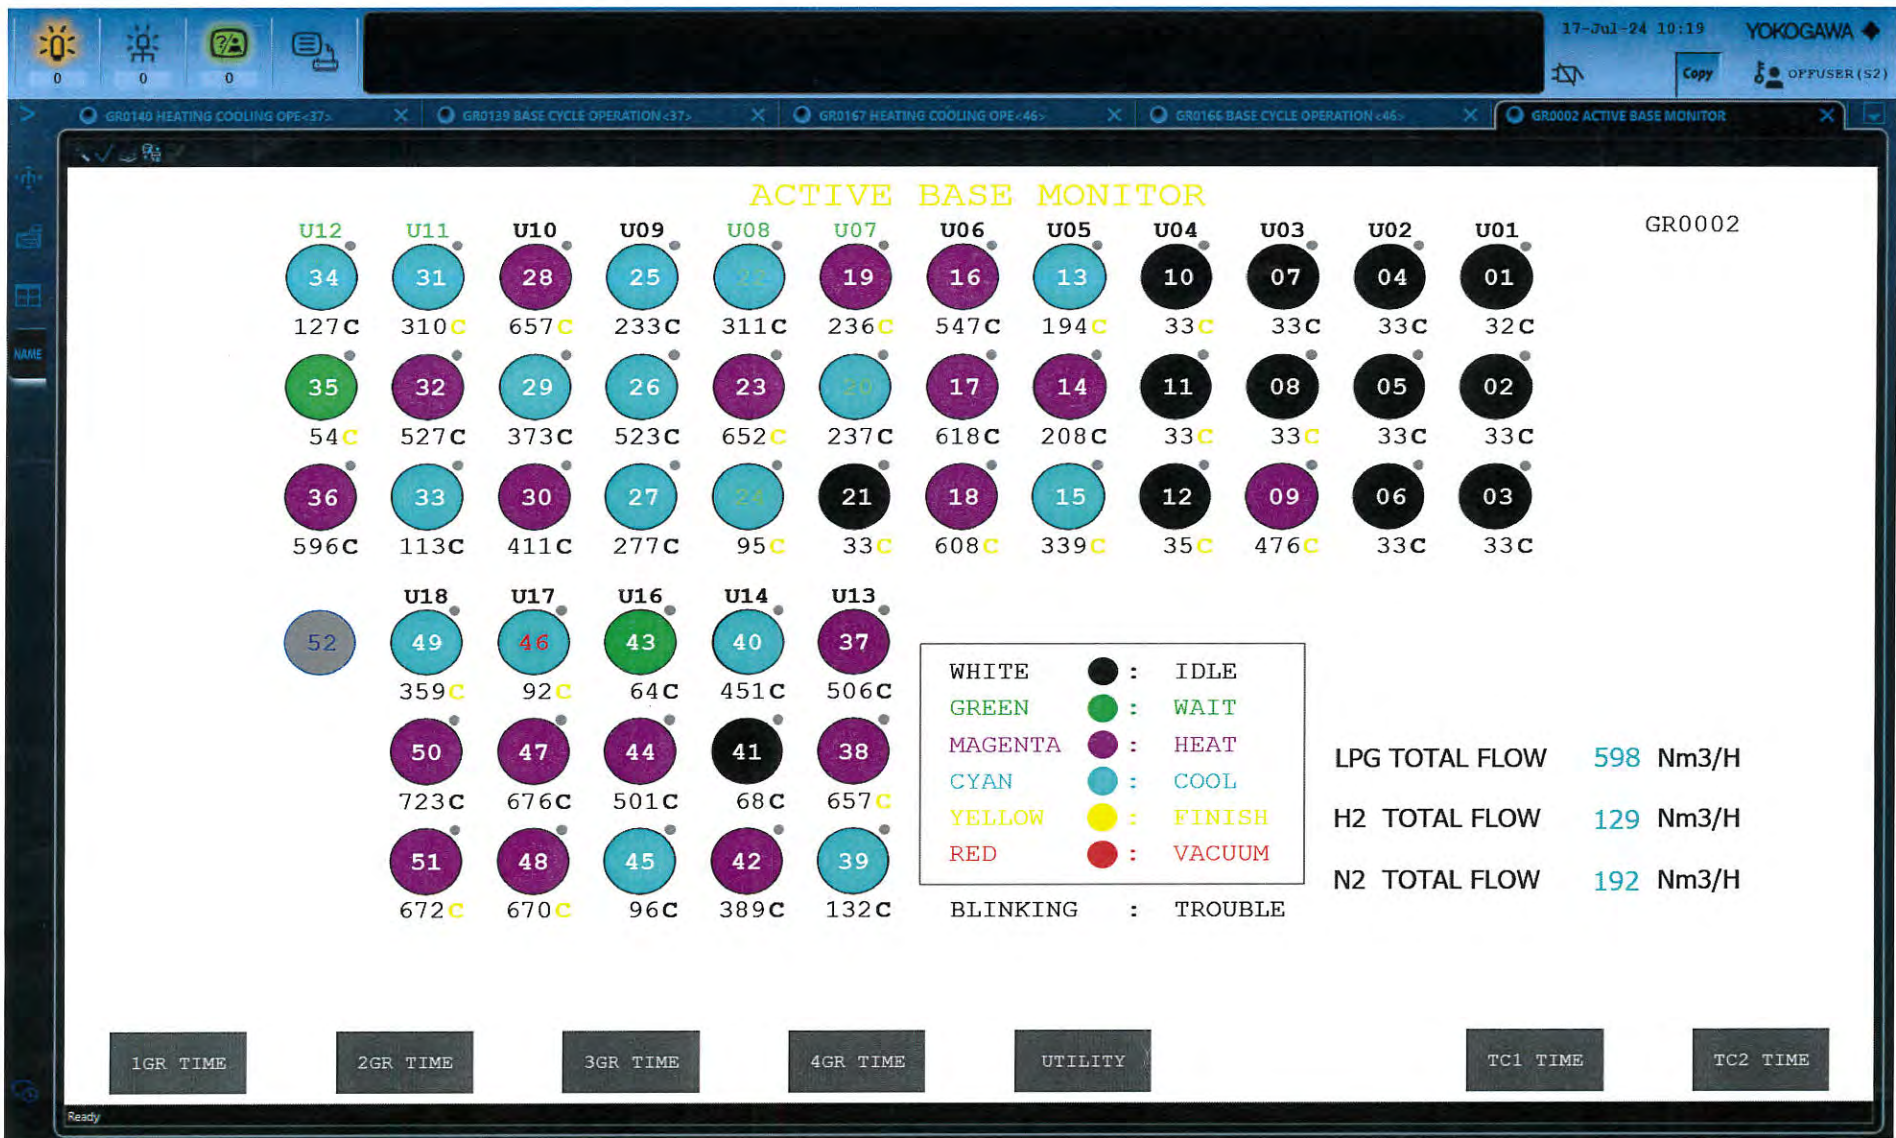 17-Jul-24 10:19 YOKOGAWA
0 0 0 Copy OFFUSER(S2)
GR0140 HEATING COOLING OPE<37> GR0139 BASE CYCLE OPERATION<37> GR0167 HEATING COOLING OPE<46> GR0166 BASE CYCLE OPERATION<46> GR0002 ACTIVE BASE MONITOR
NAME
ACTIVE BASE MONITOR
GR0002
U12 U11 U10 U09 U08 U07 U06 U05 U04 U03 U02 U01
34 31 28 25 22 19 16 13 10 07 04 01
127C 310C 657C 233C 311C 236C 547C 194C 33C 33C 33C 32C
35 32 29 26 23 20 17 14 11 08 05 02
54C 527C 373C 523C 652C 237C 618C 208C 33C 33C 33C 33C
36 33 30 27 24 21 18 15 12 09 06 03
596C 113C 411C 277C 95C 33C 608C 339C 35C 476C 33C 33C
U18 U17 U16 U14 U13
52 49 46 43 40 37
359C 92C 64C 451C 506C
50 47 44 41 38
723C 676C 501C 68C 657C
51 48 45 42 39
672C 670C 96C 389C 132C
WHITE : IDLE
GREEN : WAIT
MAGENTA : HEAT
CYAN : COOL
YELLOW : FINISH
RED : VACUUM
BLINKING : TROUBLE
LPG TOTAL FLOW 598 Nm3/H
H2 TOTAL FLOW 129 Nm3/H
N2 TOTAL FLOW 192 Nm3/H
1GR TIME 2GR TIME 3GR TIME 4GR TIME UTILITY TC1 TIME TC2 TIME
Ready